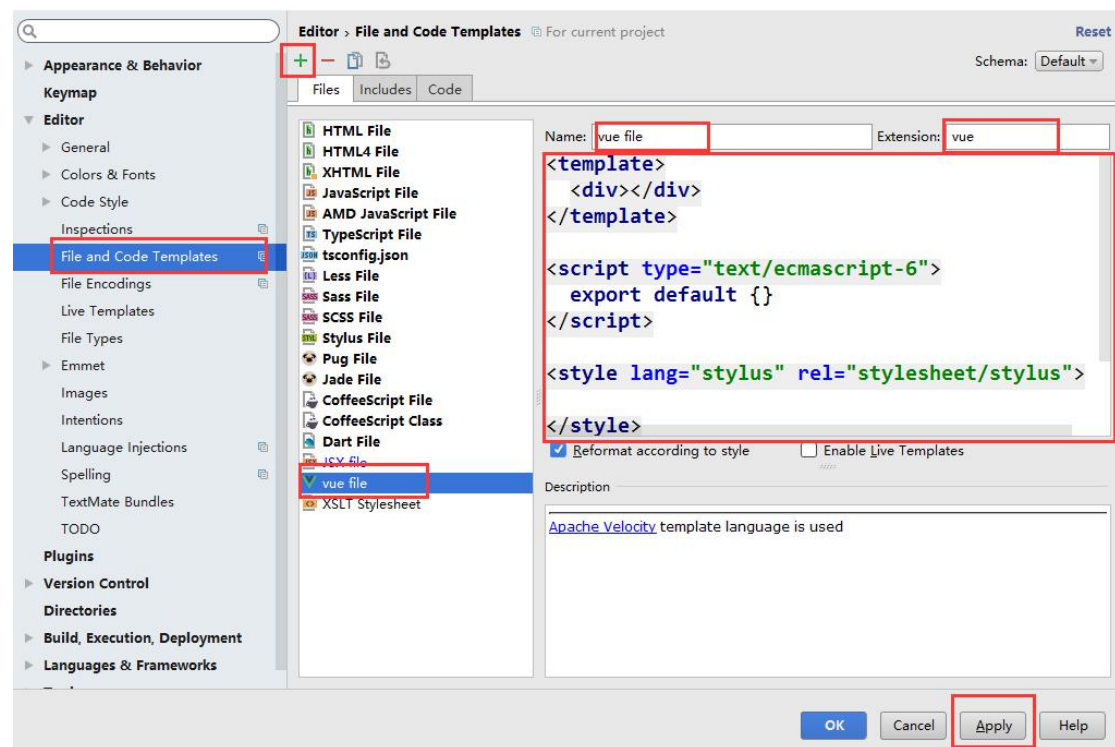 Editor › File and Code Templates For current project Reset
Schema: Default
Files Includes Code
Appearance & Behavior
Keymap
Editor
General
Colors & Fonts
Code Style
Inspections
File and Code Templates
File Encodings
Live Templates
File Types
Emmet
Images
Intentions
Language Injections
Spelling
TextMate Bundles
TODO
Plugins
Version Control
Directories
Build, Execution, Deployment
Languages & Frameworks
HTML File
HTML4 File
XHTML File
JavaScript File
AMD JavaScript File
TypeScript File
tsconfig.json
Less File
Sass File
SCSS File
Stylus File
Pug File
Jade File
CoffeeScript File
CoffeeScript Class
Dart File
JSX file
vue file
XSLT Stylesheet
Name: vue file Extension: vue
<template>
  <div></div>
</template>

<script type="text/ecmascript-6">
  export default {}
</script>

<style lang="stylus" rel="stylesheet/stylus">

</style>
Reformat according to style Enable Live Templates
Description
Apache Velocity template language is used
OK Cancel Apply Help